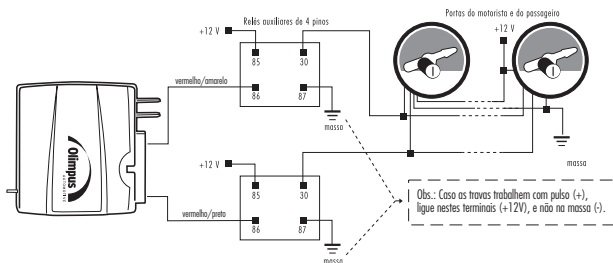 Relés auxiliares de 4 pinos
Portas do motorista e do passageiro
+12 V
+12 V
85
30
vermelho/amarelo
86
87
massa
massa
Olimpus
AUTOMOTIVE
+12 V
85
30
vermelho/preto
86
87
massa
Obs.: Caso as travas trabalhem com pulso (+),
ligue nestes terminais (+12V), e não na massa (-).